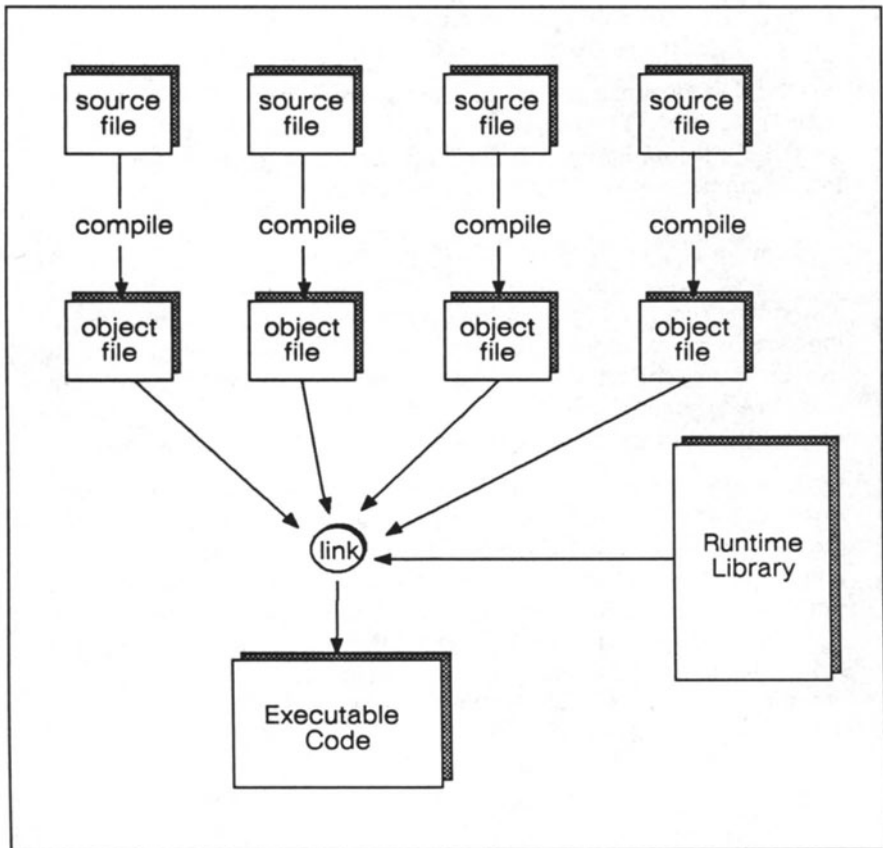 source file
source file
source file
source file
compile
compile
compile
compile
object file
object file
object file
object file
link
Runtime
Library
Executable
Code